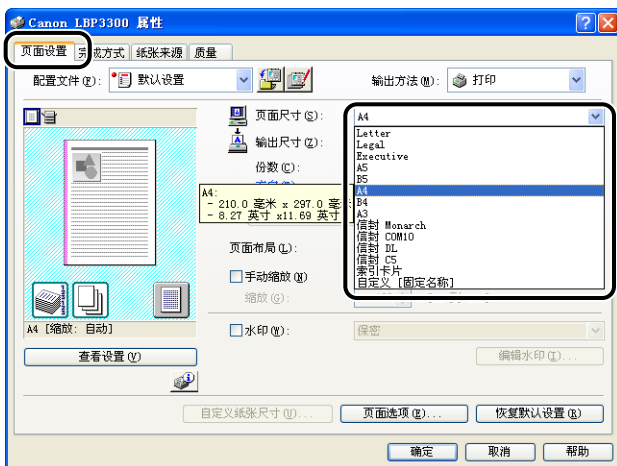 Canon LBP3300 属性
页面设置 完成方式 纸张来源 质量
配置文件(F): 默认设置 输出方法(M): 打印
页面尺寸(S): A4
输出尺寸(Z):
份数(C):
Letter
Legal
Executive
A5
B5
A4
B4
A3
信封 Monarch
信封 COM10
信封 DL
信封 C5
索引卡片
自定义 [固定名称]
A4:
- 210.0 毫米 x 297.0 毫
- 8.27 英寸 x11.69 英寸
页面布局(L):
手动缩放(N)
缩放(G):
A4 [缩放: 自动]
水印(W): 保密
查看设置(V) 编辑水印(I)...
自定义纸张尺寸(U)... 页面选项(E)... 恢复默认设置(R)
确定 取消 帮助